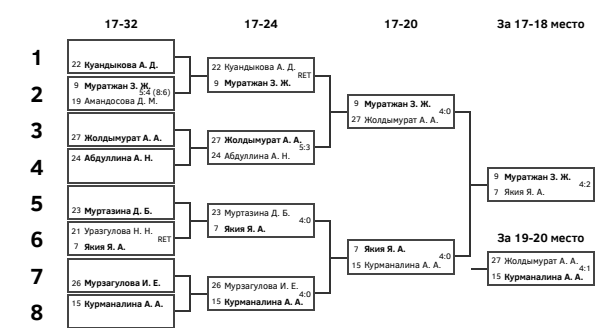 17-32 17-24 17-20 За 17-18 место
1
22 Куандыкова А. Д.
2
9 Муратжан З. Ж.
19 Амандосова Д. М.
5:4 (8:6)
3
27 Жолдымурат А. А.
4
24 Абдуллина А. Н.
5
23 Муртазина Д. Б.
6
21 Уразгулова Н. Н.
7 Якия Я. А.
RET
7
26 Мурзагулова И. Е.
8
15 Курманалина А. А.
22 Куандыкова А. Д.
9 Муратжан З. Ж.
RET
27 Жолдымурат А. А.
24 Абдуллина А. Н.
5:3
23 Муртазина Д. Б.
7 Якия Я. А.
4:0
26 Мурзагулова И. Е.
15 Курманалина А. А.
4:0
9 Муратжан З. Ж.
27 Жолдымурат А. А.
4:0
7 Якия Я. А.
15 Курманалина А. А.
4:0
9 Муратжан З. Ж.
7 Якия Я. А.
4:2
За 19-20 место
27 Жолдымурат А. А.
15 Курманалина А. А.
4:1